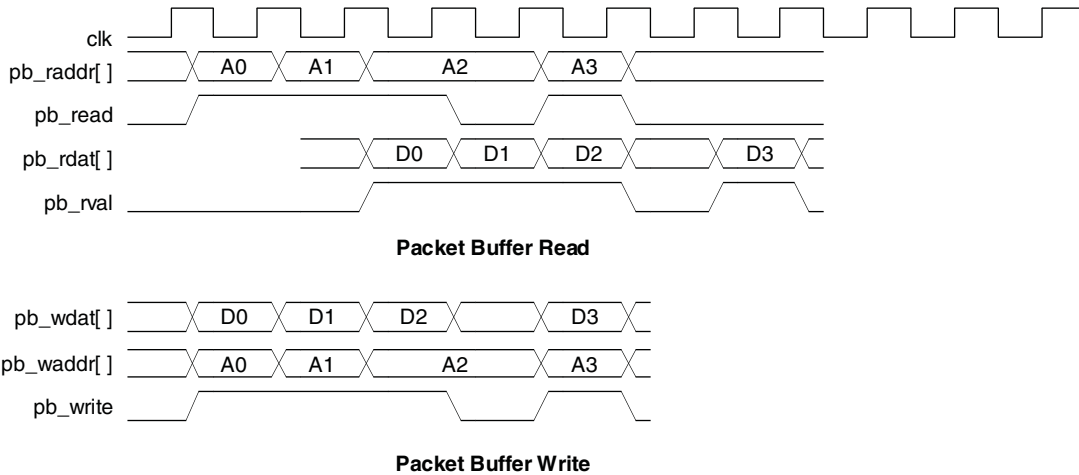 clk
pb_raddr[ ] A0 A1 A2 A3
pb_read
pb_rdat[ ] D0 D1 D2 D3
pb_rval
Packet Buffer Read
pb_wdat[ ] D0 D1 D2 D3
pb_waddr[ ] A0 A1 A2 A3
pb_write
Packet Buffer Write